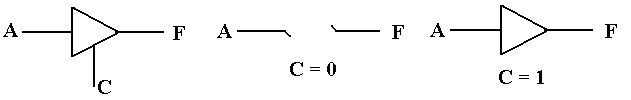 A F A F A F
C C = 0 C = 1